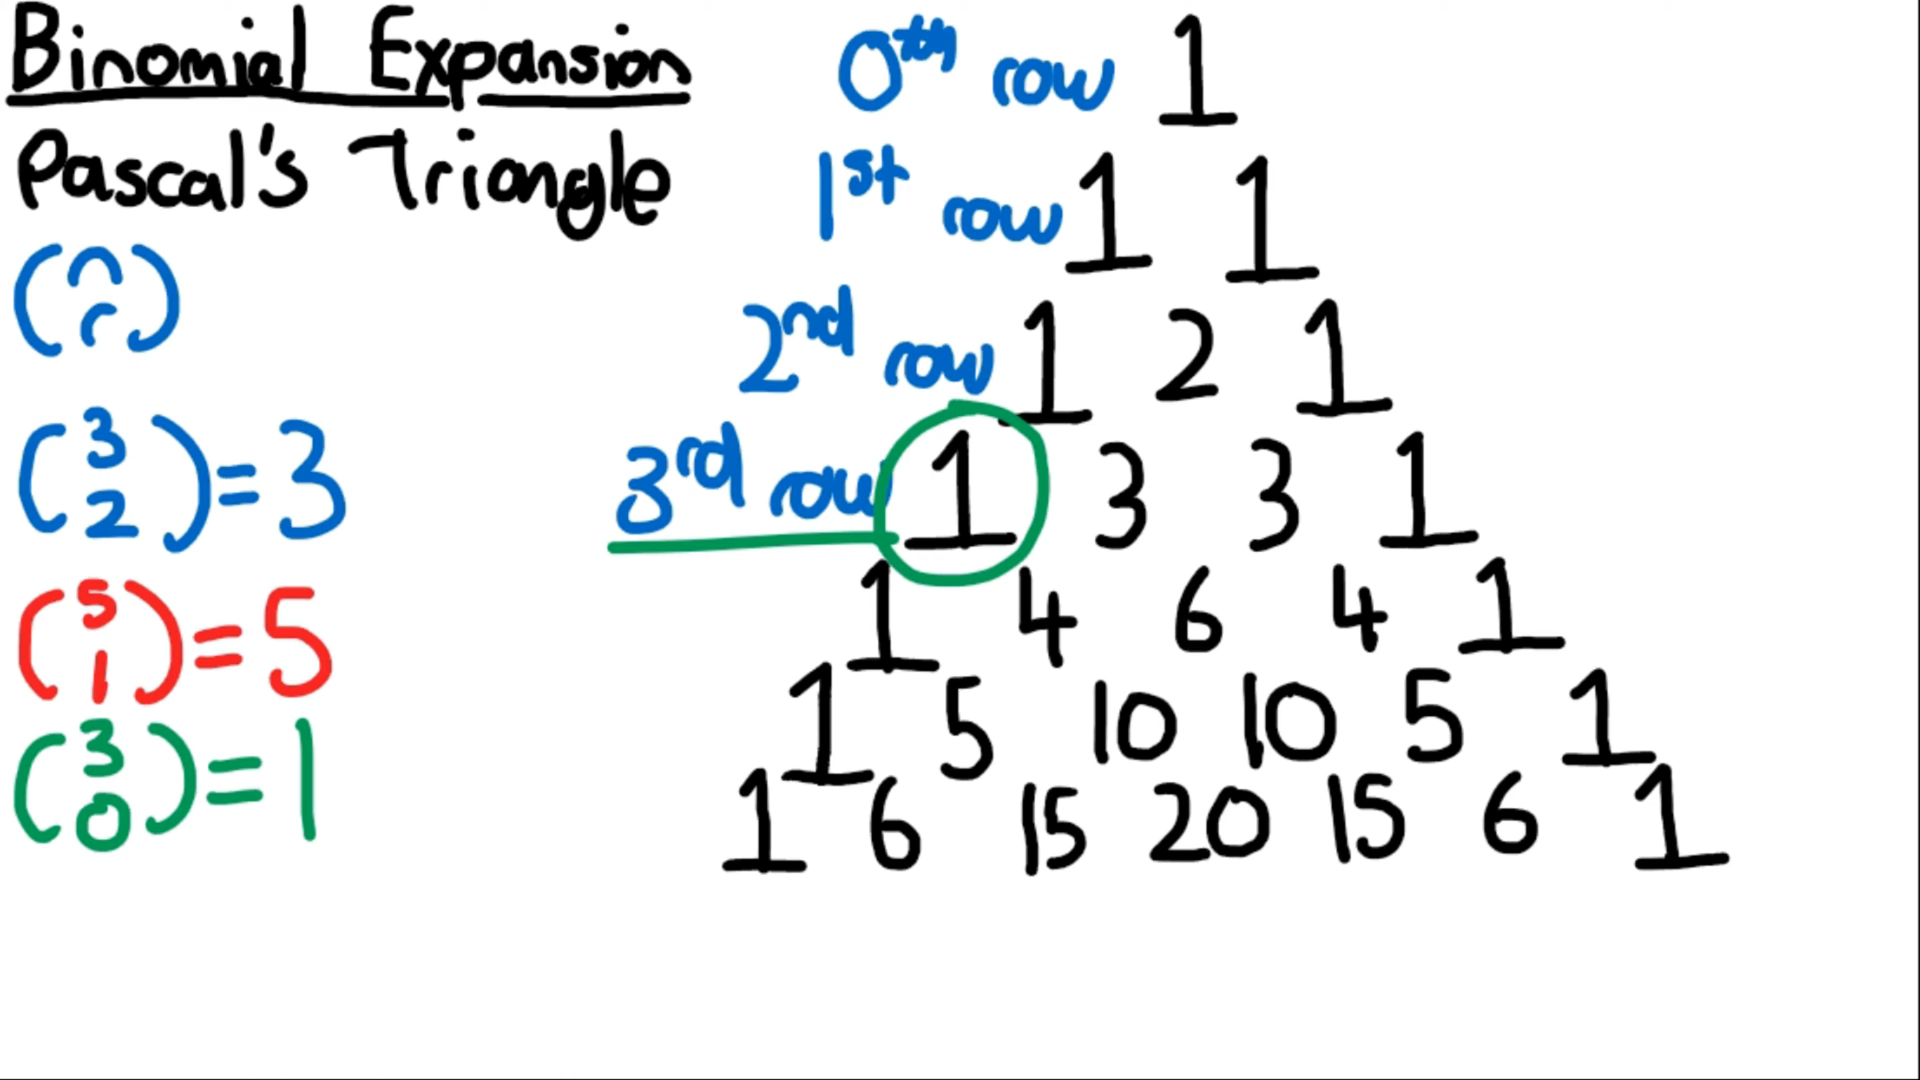 Binomial Expansion
Pascal's Triangle
(n r)
(3 2) = 3
(5 1) = 5
(3 0) = 1
0th row 1
1st row 1 1
2nd row 1 2 1
3rd row 1 3 3 1
1 4 6 4 1
1 5 10 10 5 1
1 6 15 20 15 6 1